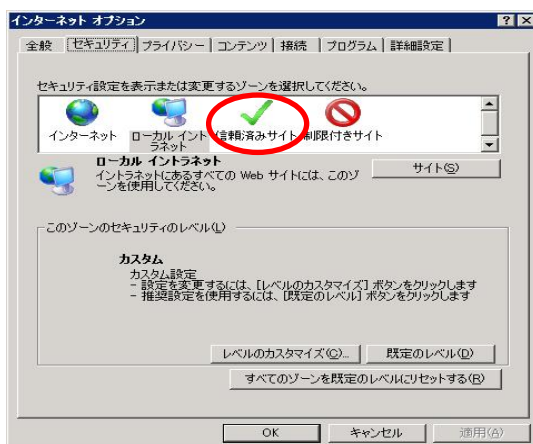 インターネット オプション
全般 セキュリティ プライバシー コンテンツ 接続 プログラム 詳細設定
セキュリティ設定を表示または変更するゾーンを選択してください。
インターネット ローカル イント 信頼済みサイト 制限付きサイト
ラネット
ローカル イントラネット
イントラネットにあるすべての Web サイトには、このゾ
ーンを使用してください。
サイト(S)
このゾーンのセキュリティのレベル(L)
カスタム
カスタム設定
- 設定を変更するには、[レベルのカスタマイズ] ボタンをクリックします
- 推奨設定を使用するには、[既定のレベル] ボタンをクリックします
レベルのカスタマイズ(C)... 既定のレベル(D)
すべてのゾーンを既定のレベルにリセットする(R)
OK キャンセル 適用(A)